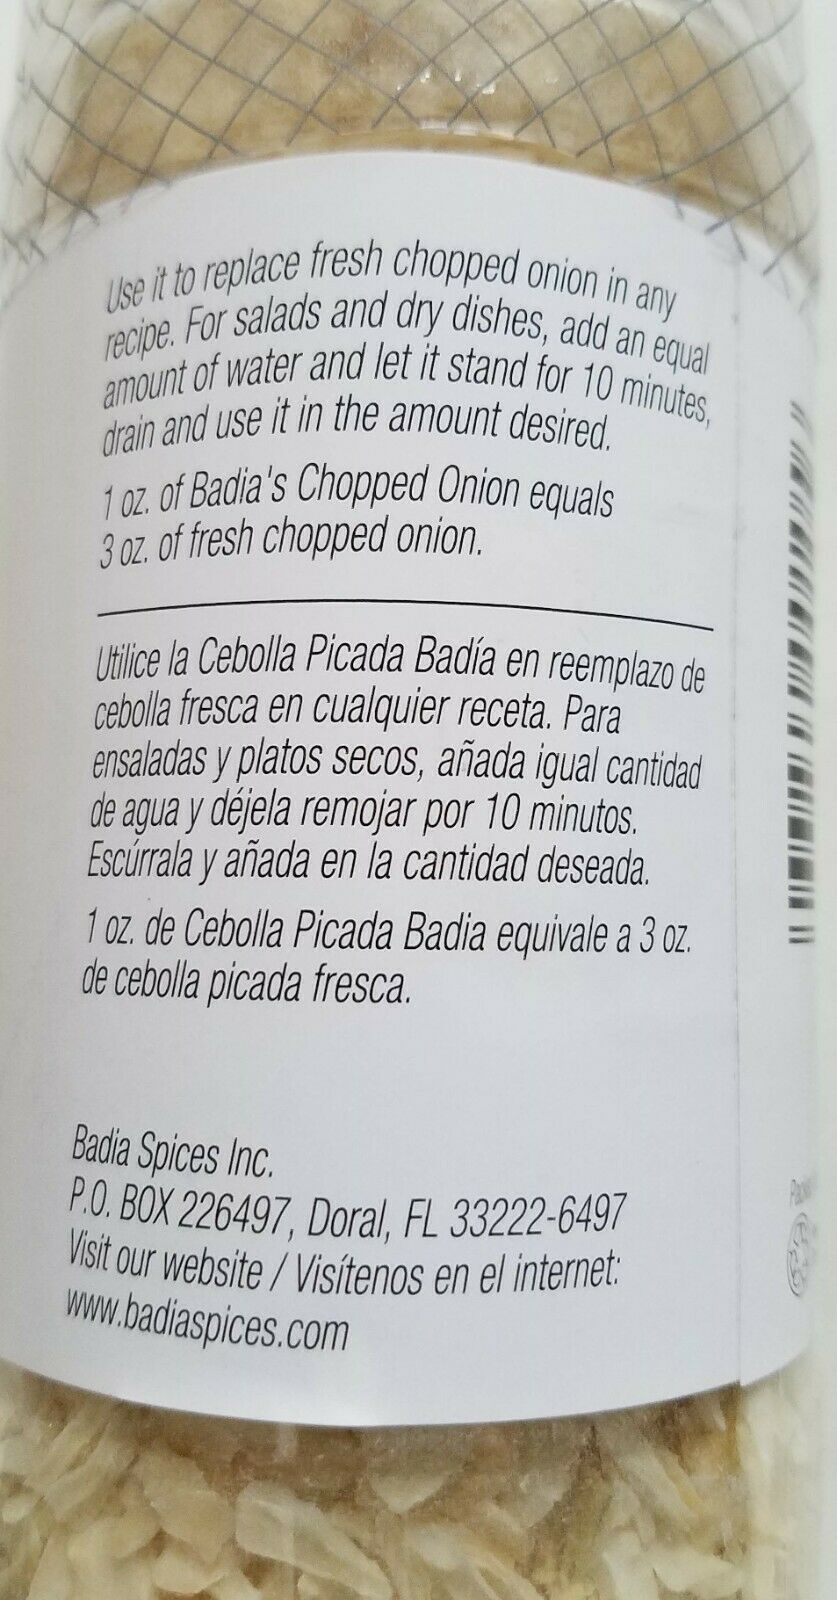 Use it to replace fresh chopped onion in any
recipe. For salads and dry dishes, add an equal
amount of water and let it stand for 10 minutes,
drain and use it in the amount desired.
1 oz. of Badia's Chopped Onion equals
3 oz. of fresh chopped onion.
Utilice la Cebolla Picada Badía en reemplazo de
cebolla fresca en cualquier receta. Para
ensaladas y platos secos, añada igual cantidad
de agua y déjela remojar por 10 minutos.
Escúrrala y añada en la cantidad deseada.
1 oz. de Cebolla Picada Badia equivale a 3 oz.
de cebolla picada fresca.
Badia Spices Inc.
P.O. BOX 226497, Doral, FL 33222-6497
Visit our website / Visítenos en el internet:
www.badiaspices.com